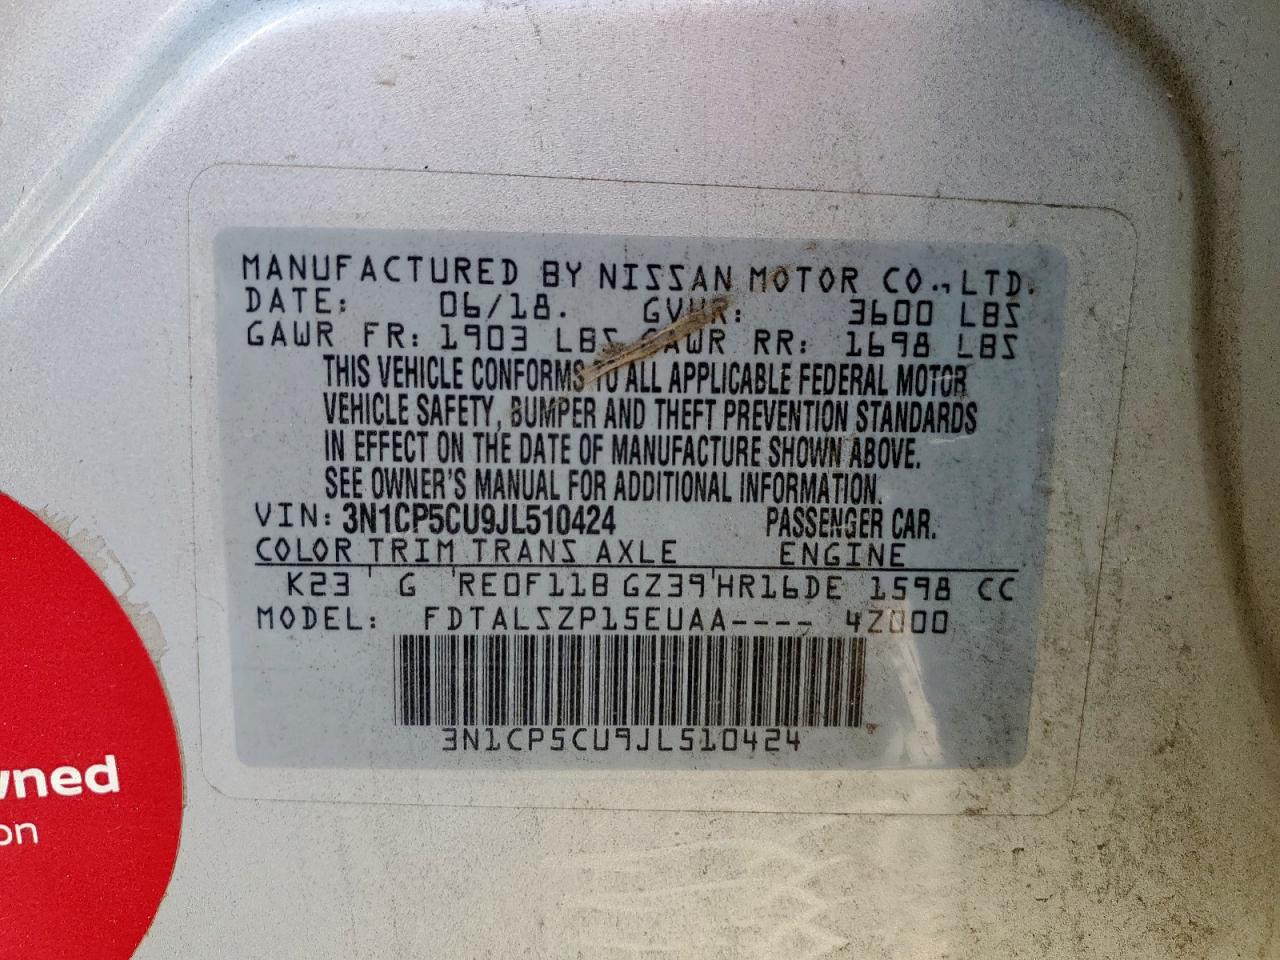 MANUFACTURED BY NISSAN MOTOR CO., LTD.
DATE: 06/18. GVWR: 3600 LBS
GAWR FR: 1903 LBS GAWR RR: 1698 LBS
THIS VEHICLE CONFORMS TO ALL APPLICABLE FEDERAL MOTOR
VEHICLE SAFETY, BUMPER AND THEFT PREVENTION STANDARDS
IN EFFECT ON THE DATE OF MANUFACTURE SHOWN ABOVE.
SEE OWNER'S MANUAL FOR ADDITIONAL INFORMATION.
VIN: 3N1CP5CU9JL510424 PASSENGER CAR.
COLOR TRIM TRANS AXLE ENGINE
K23 ' G ' RE0F11B GZ39'HR16DE 1598 CC
MODEL: FDTALSZP15EUAA---- 4Z000
3N1CP5CU9JL510424
wned
on